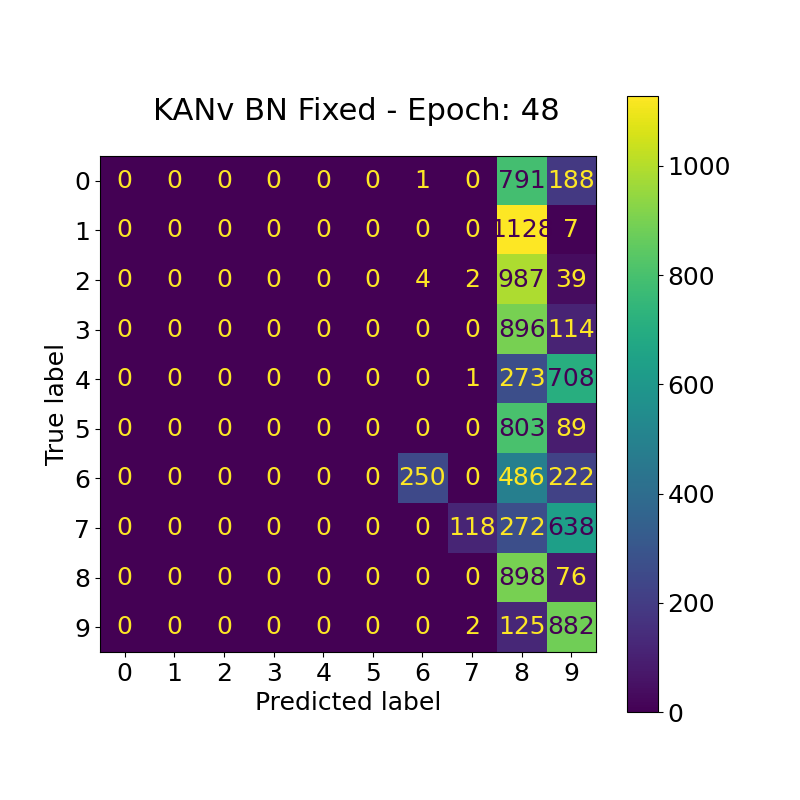 KANv BN Fixed - Epoch: 48
0 0 0 0 0 0 0 1 0 791 188
1 0 0 0 0 0 0 0 0 1128 7
2 0 0 0 0 0 0 4 2 987 39
3 0 0 0 0 0 0 0 0 896 114
4 0 0 0 0 0 0 0 1 273 708
5 0 0 0 0 0 0 0 0 803 89
6 0 0 0 0 0 0 250 0 486 222
7 0 0 0 0 0 0 0 118 272 638
8 0 0 0 0 0 0 0 0 898 76
9 0 0 0 0 0 0 0 2 125 882
0 1 2 3 4 5 6 7 8 9
Predicted label
True label
1000
800
600
400
200
0